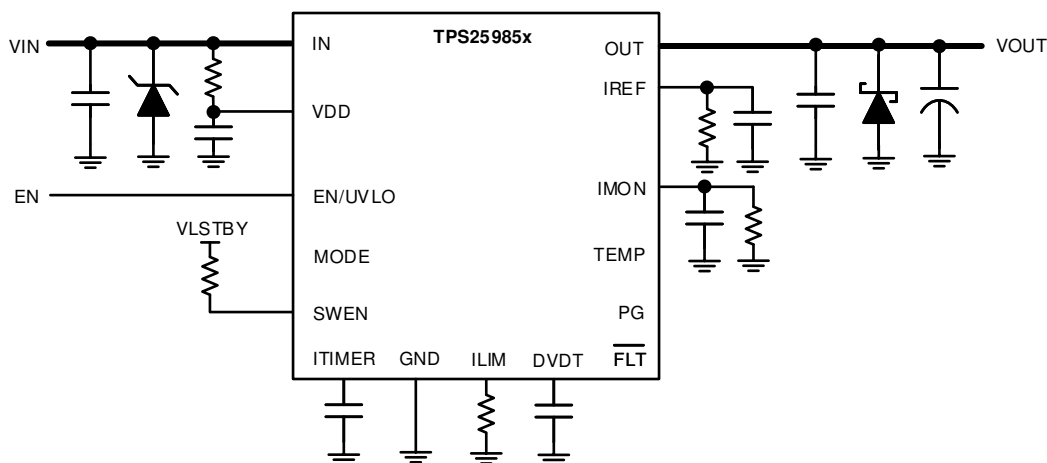 TPS25985x
VIN
IN
OUT
VOUT
IREF
VDD
EN
EN/UVLO
IMON
VLSTBY
MODE
TEMP
SWEN
PG
ITIMER
GND
ILIM
DVDT
FLT